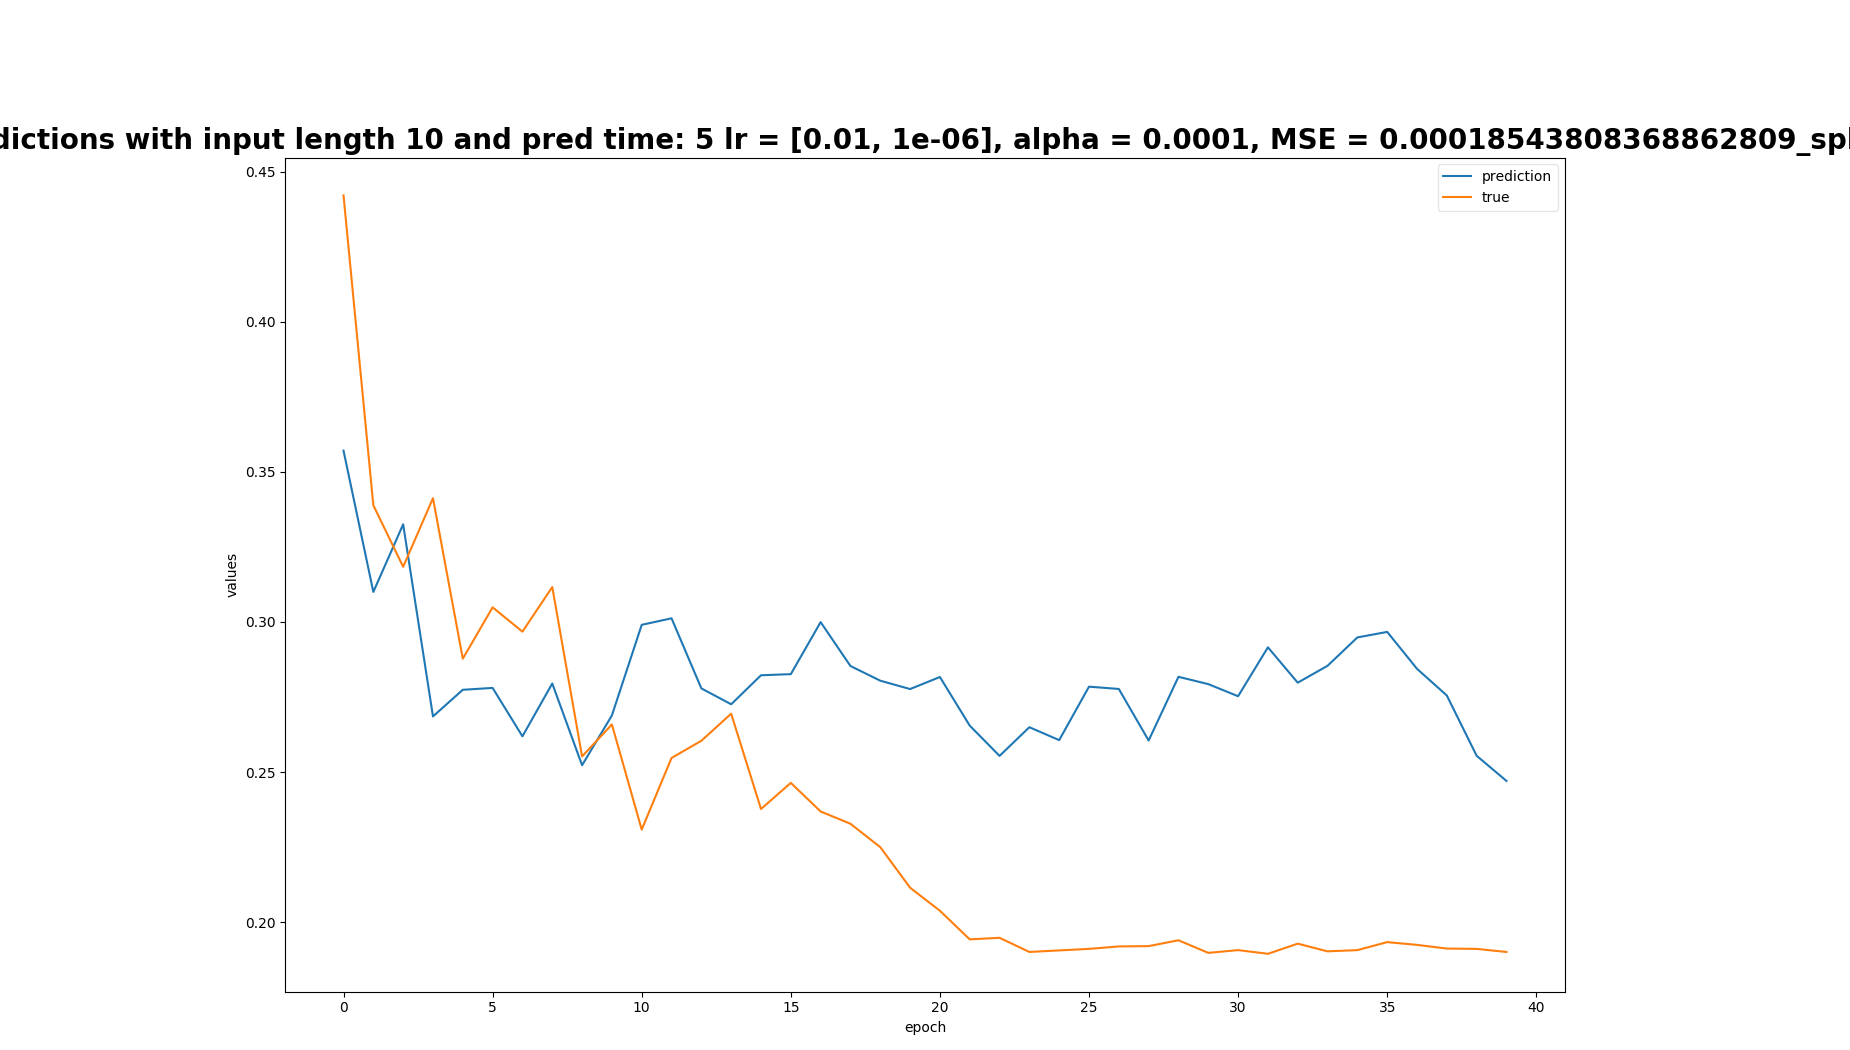 dictions with input length 10 and pred time: 5 lr = [0.01, 1e-06], alpha = 0.0001, MSE = 0.00018543808368862809_spl
prediction
true
0.45
0.40
0.35
0.30
0.25
0.20
values
0 5 10 15 20 25 30 35 40
epoch